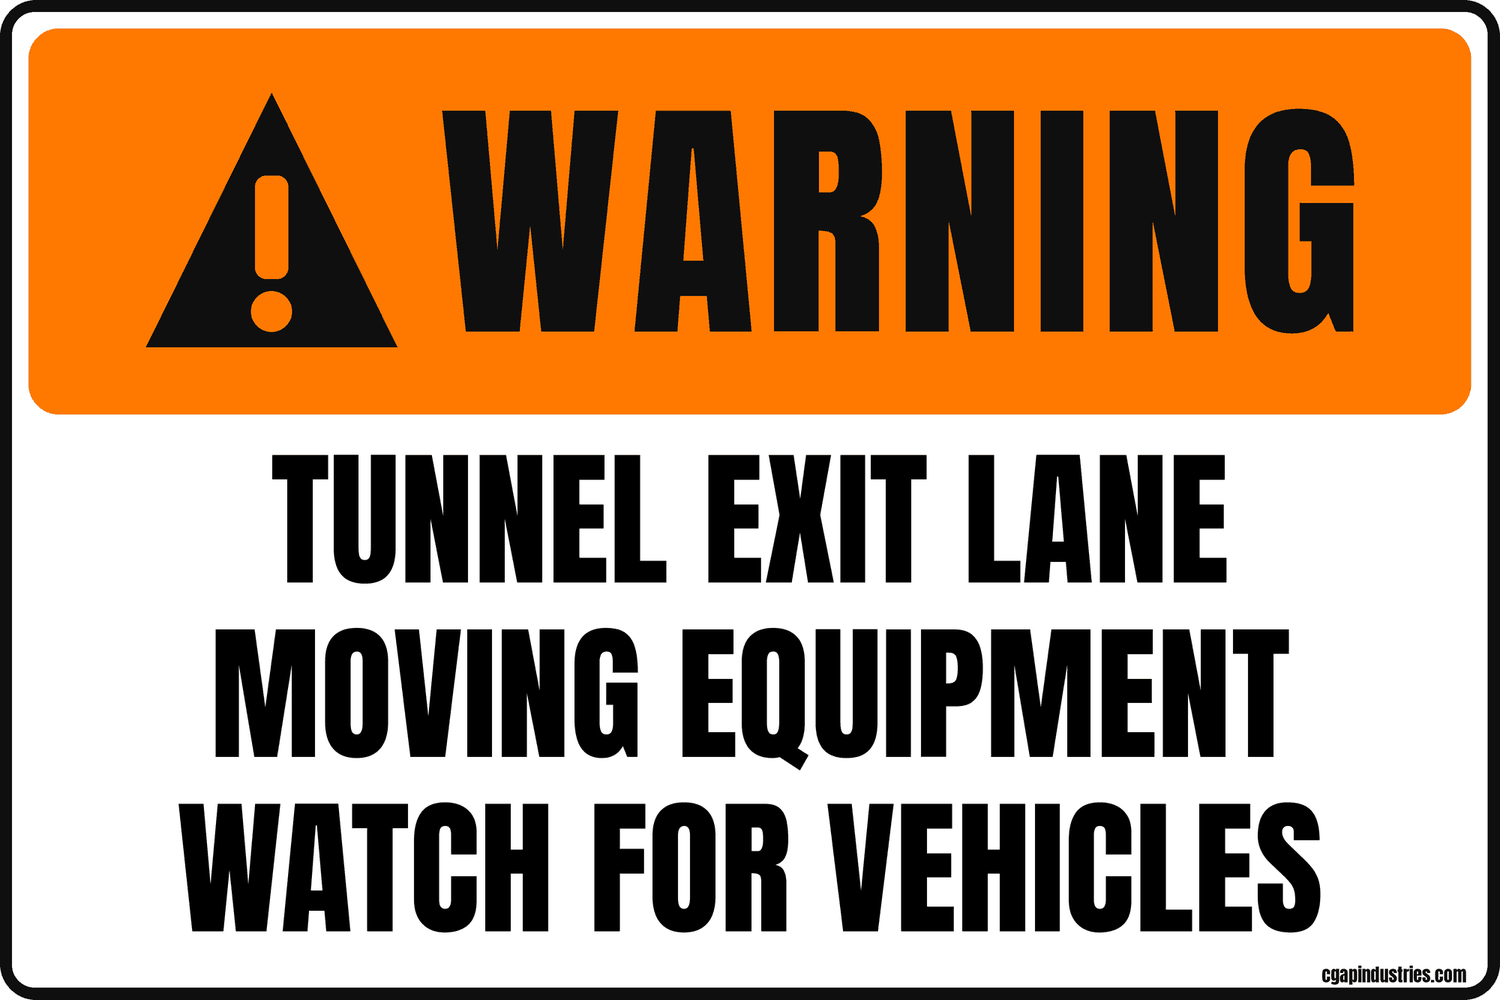 WARNING
TUNNEL EXIT LANE
MOVING EQUIPMENT
WATCH FOR VEHICLES
cgapindustries.com